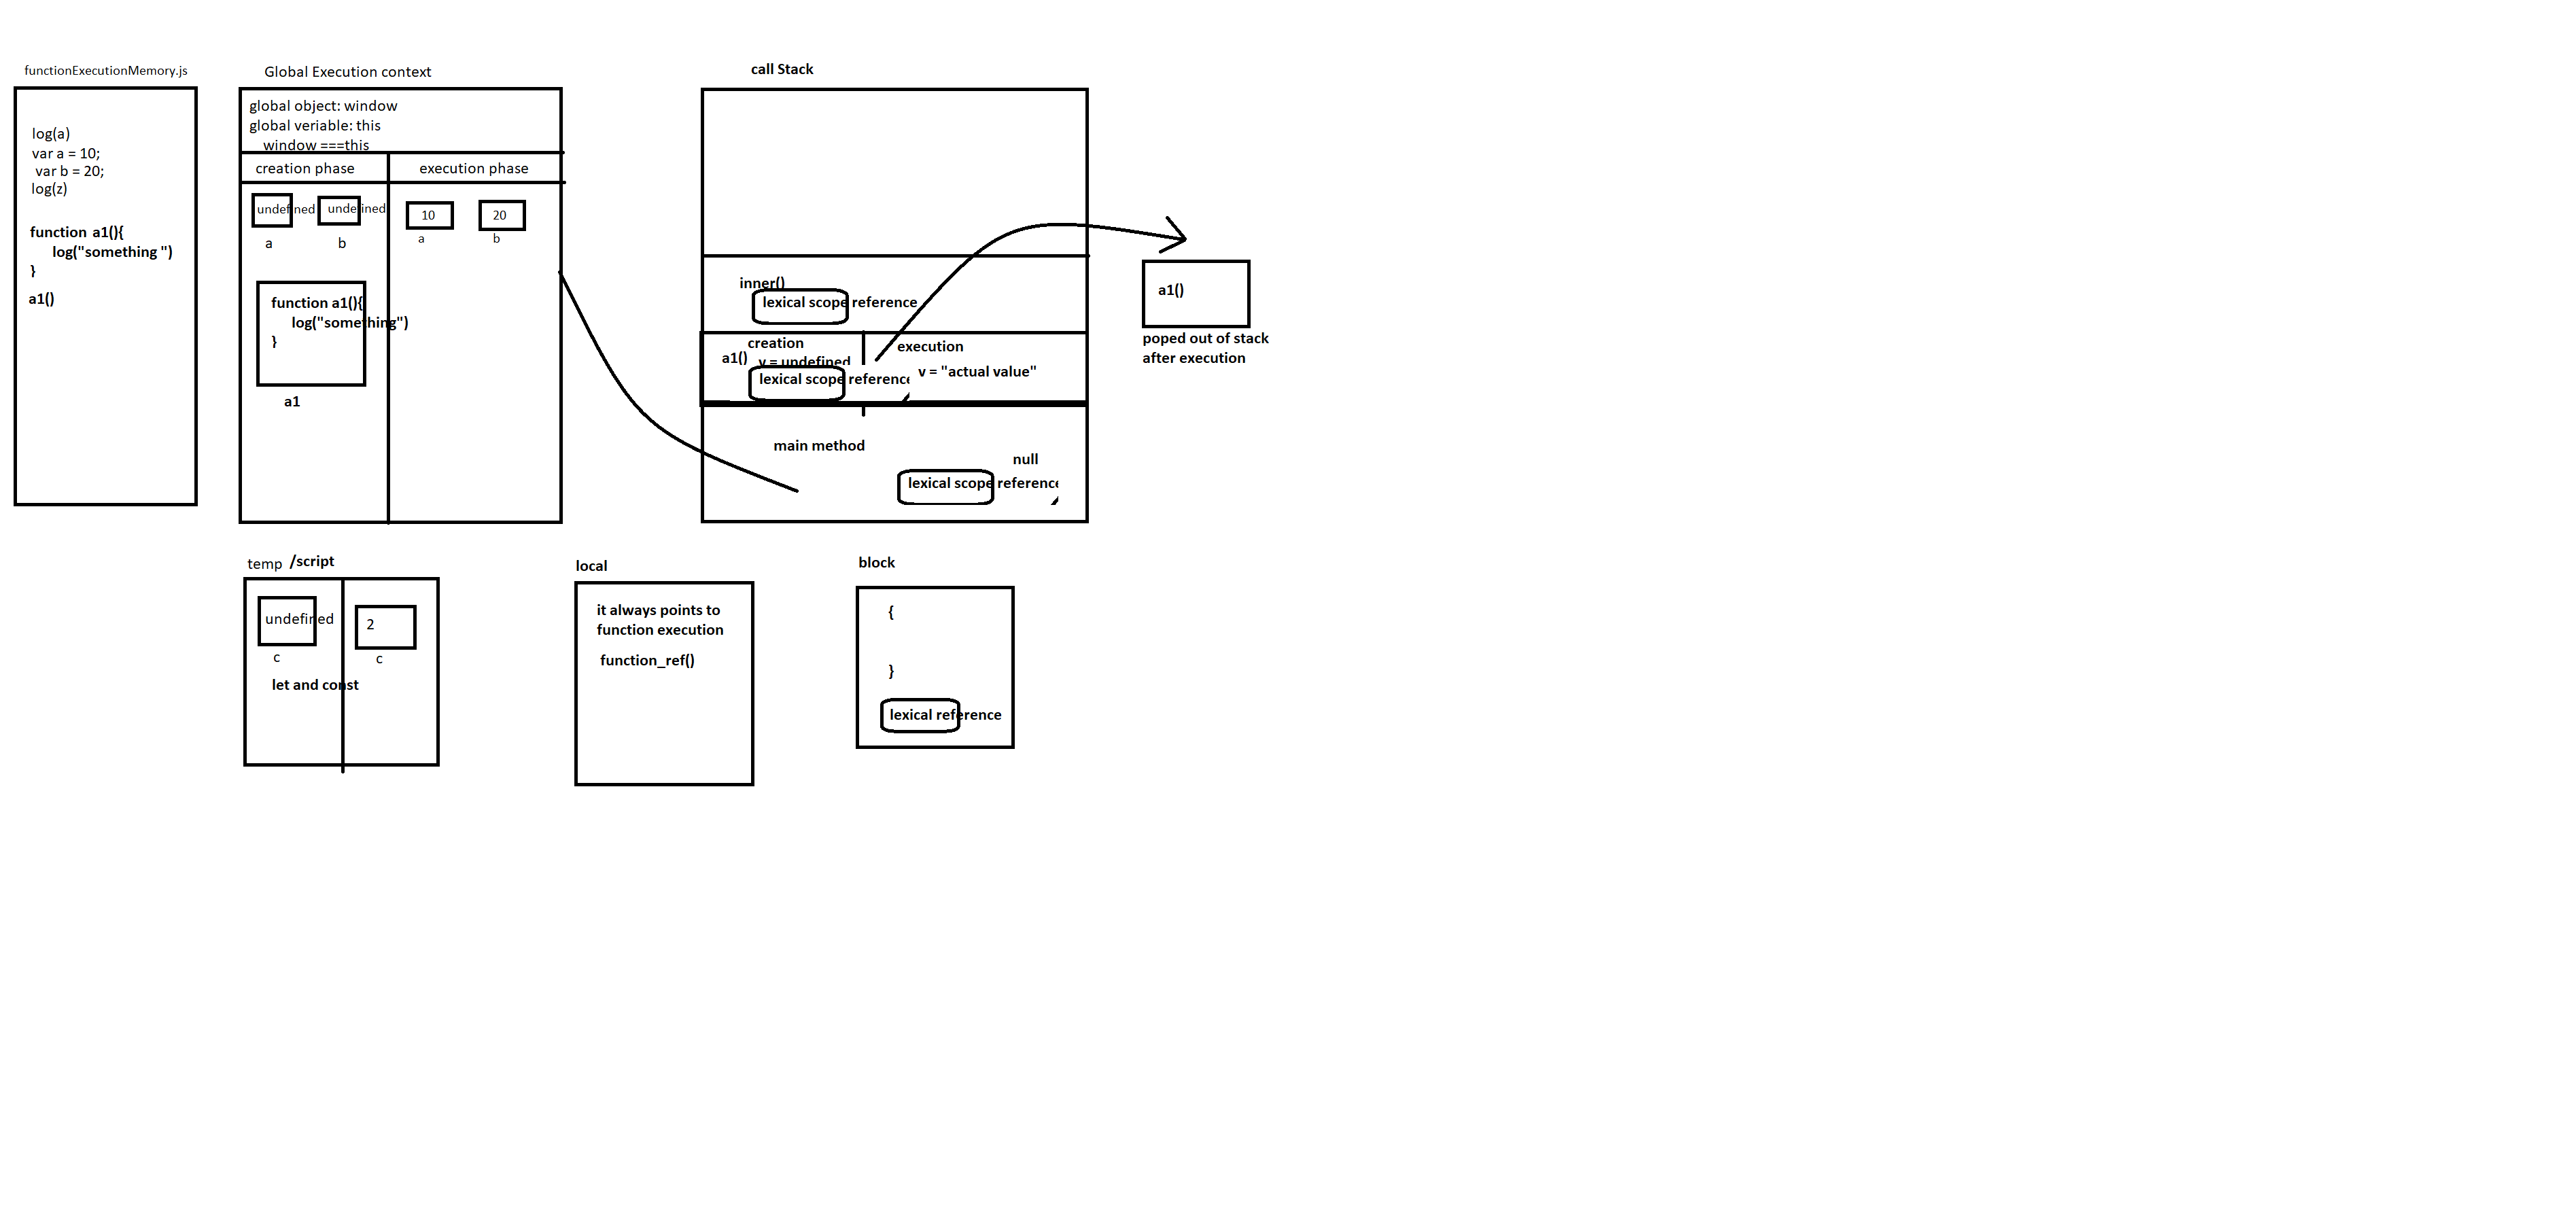 functionExecutionMemory.js
log(a)
var a = 10;
var b = 20;
log(z)
function a1(){
log("something ")
}
a1()
Global Execution context
global object: window
global veriable: this
window ===this
creation phase
execution phase
undefined
undefined
a
b
10
20
a
b
function a1(){
log("something")
}
a1
call Stack
inner()
lexical scope reference
creation
execution
a1()
v = undefined
v = "actual value"
lexical scope reference
main method
null
lexical scope reference
a1()
poped out of stack
after execution
temp /script
undefined
2
c
c
let and const
local
it always points to
function execution
function_ref()
block
{
}
lexical reference